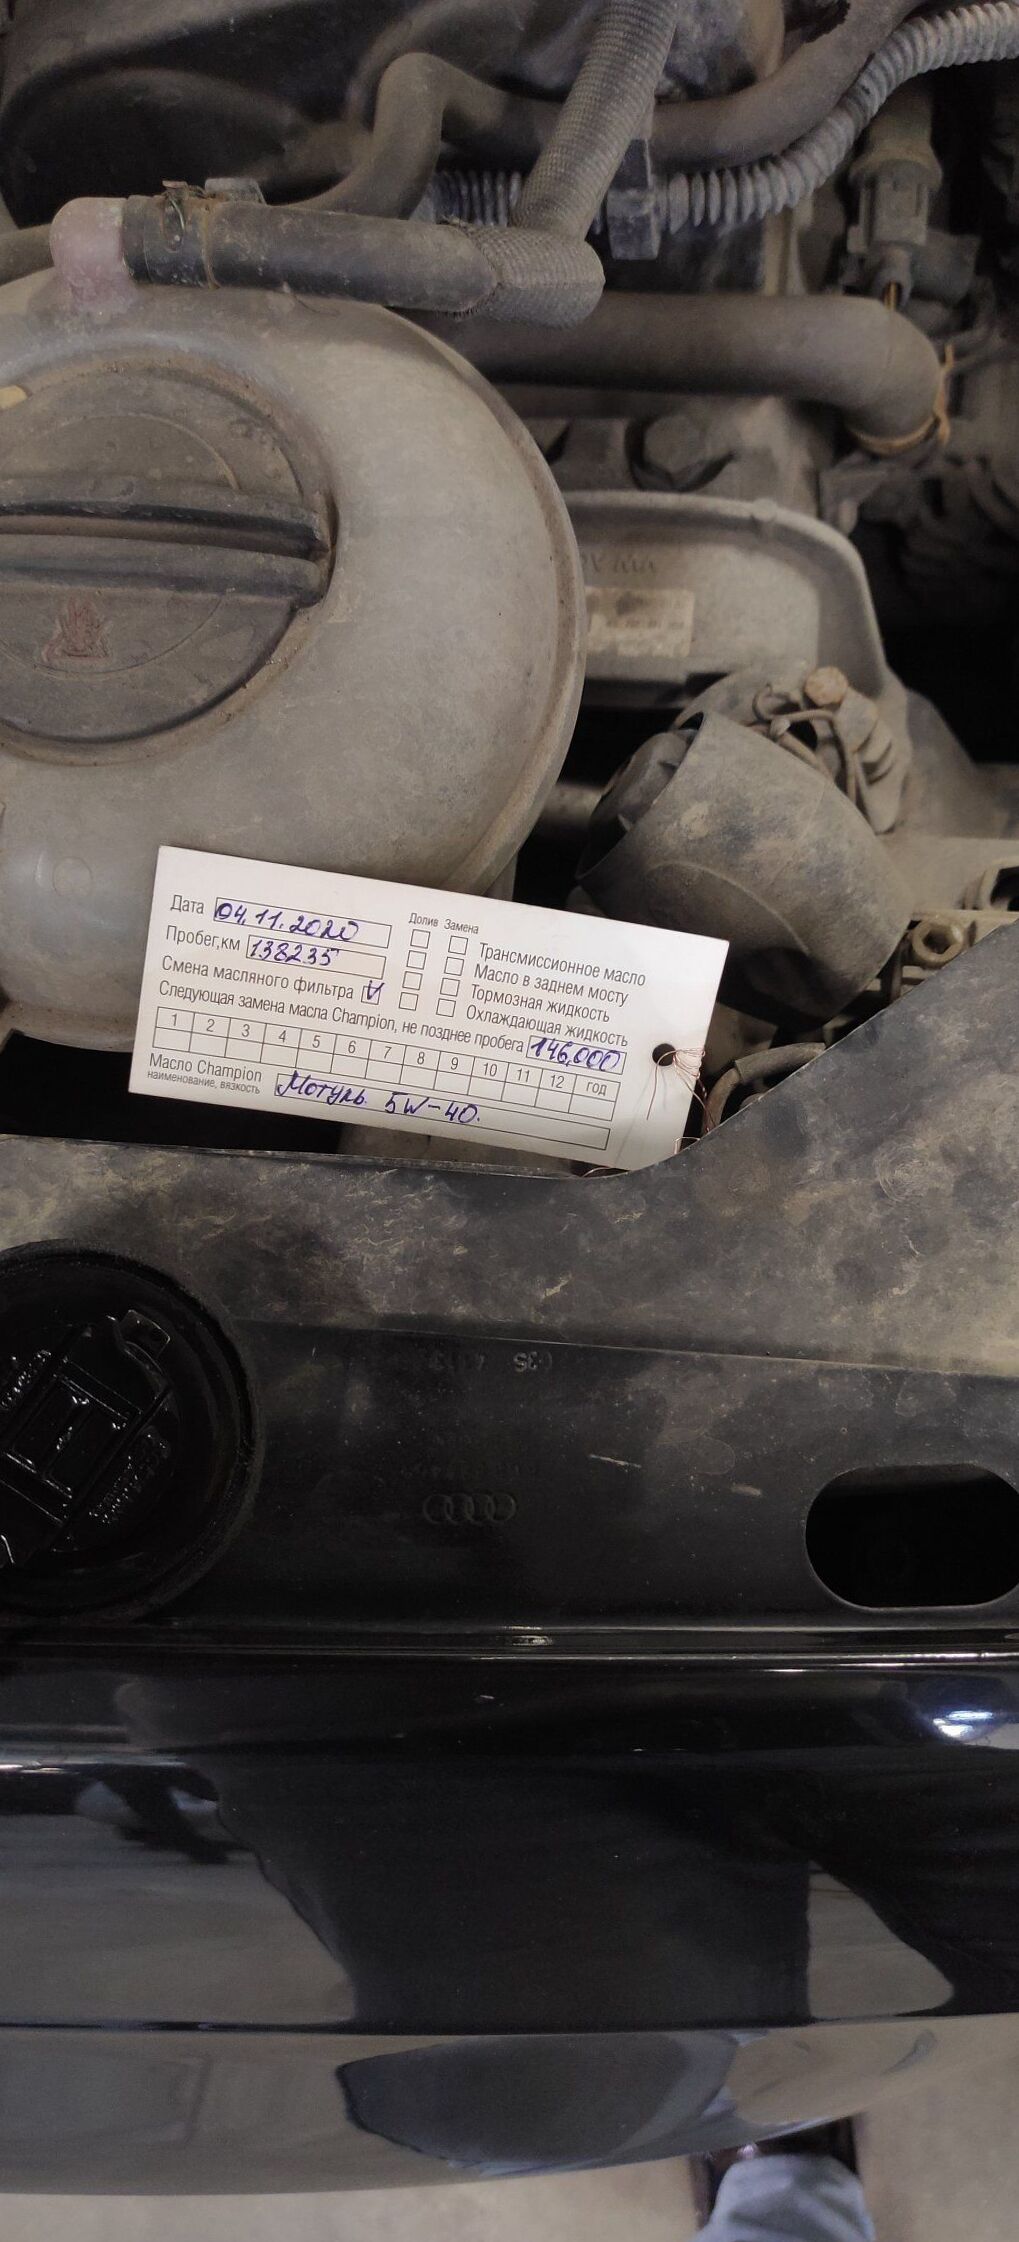 Дата 04.11.2020
Пробег,км 138235
Смена масляного фильтра V
Долив Замена
Трансмиссионное масло
Масло в заднем мосту
Тормозная жидкость
Охлаждающая жидкость
Следующая замена масла Champion, не позднее пробега 146,000
1 2 3 4 5 6 7 8 9 10 11 12 год
Масло Champion
наименование, вязкость
Мотуль 5W-40.